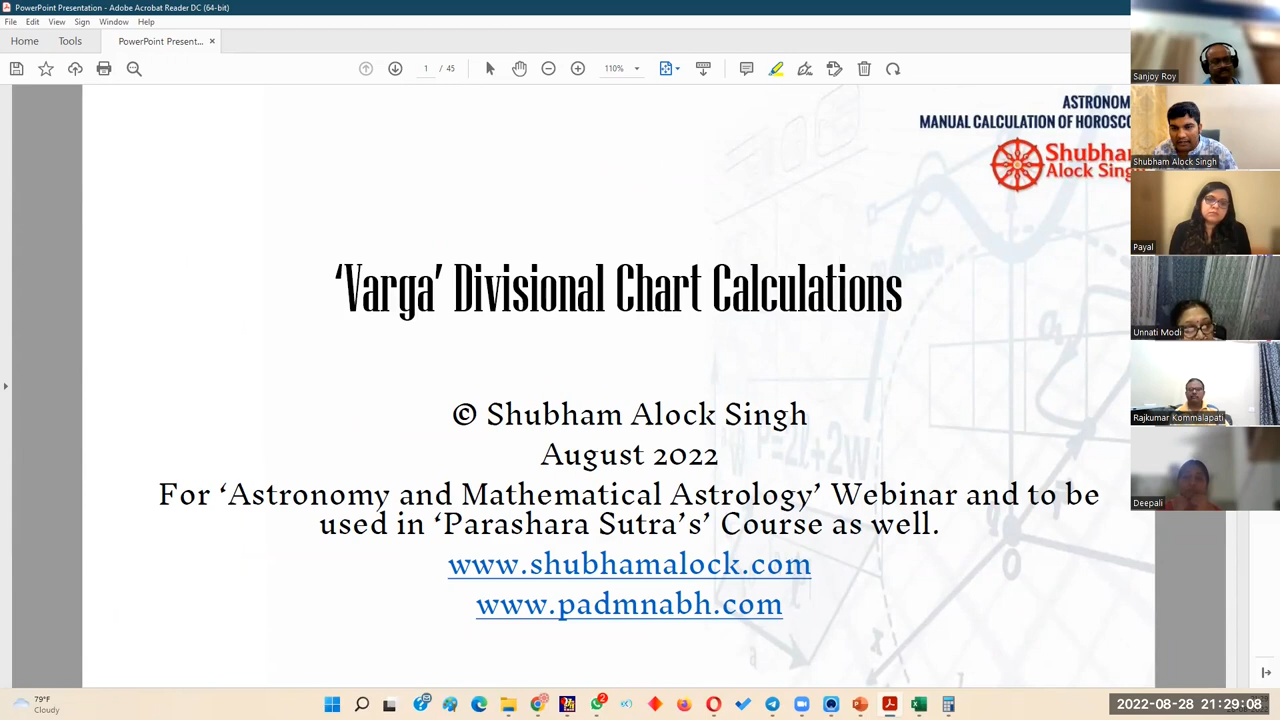 PowerPoint Presentation - Adobe Acrobat Reader DC (64-bit)
File Edit View Sign Window Help
Home Tools PowerPoint Present... ×
1 / 45 110%
ASTRONOM
MANUAL CALCULATION OF HOROSC
Shubham
Alock Sing
‘Varga’ Divisional Chart Calculations
© Shubham Alock Singh
August 2022
For ‘Astronomy and Mathematical Astrology’ Webinar and to be
used in ‘Parashara Sutra’s’ Course as well.
www.shubhamalock.com
www.padmnabh.com
Sanjoy Roy
Shubham Alock Singh
Payal
Unnati Modi
Rajkumar Kommalapati
Deepali
79°F
Cloudy
2022-08-28 21:29:08